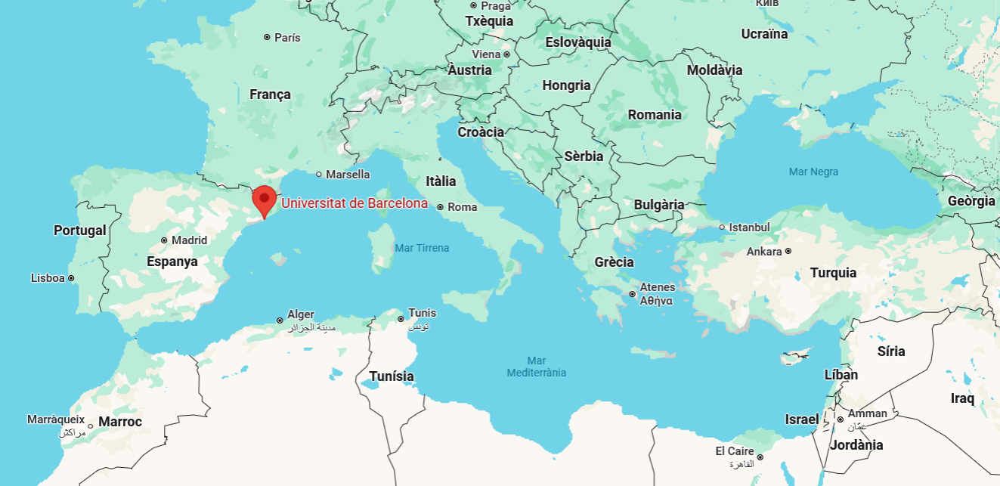 Praga
Txèquia
Київ
Ucraïna
París
Eslovàquia
Viena
Àustria
Moldàvia
Hongria
França
Romania
Croàcia
Sèrbia
Mar Negra
Marsella
Itàlia
Universitat de Barcelona
Roma
Bulgària
Geòrgia
Portugal
Istanbul
Madrid
Mar Tirrena
Ankara
Espanya
Grècia
Turquia
Lisboa
Atenes
Αθήνα
Alger
مدينة الجزائر
Tunis
تونس
Síria
Mar
Mediterrània
Tunísia
Líban
Iraq
Marràqueix
مراكش
Marroc
Israel
Amman
عمّان
Jordània
El Caire
القاهرة